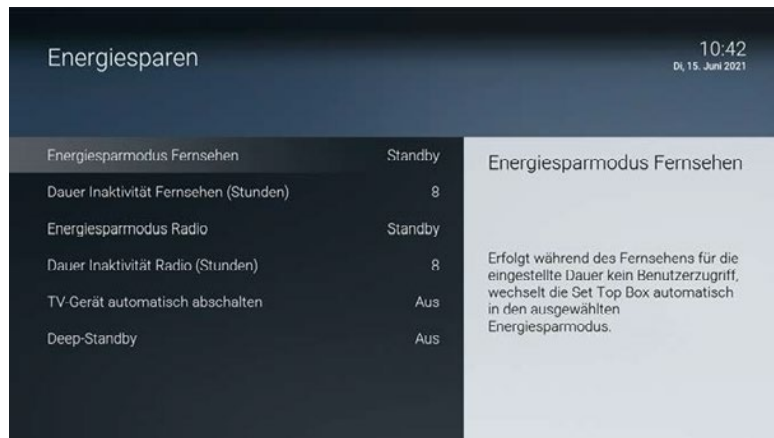 Energiesparen
10:42
Di, 15. Juni 2021
Energiesparmodus Fernsehen Standby
Dauer Inaktivität Fernsehen (Stunden) 8
Energiesparmodus Radio Standby
Dauer Inaktivität Radio (Stunden) 8
TV-Gerät automatisch abschalten Aus
Deep-Standby Aus
Energiesparmodus Fernsehen
Erfolgt während des Fernsehens für die
eingestellte Dauer kein Benutzerzugriff,
wechselt die Set Top Box automatisch
in den ausgewählten
Energiesparmodus.